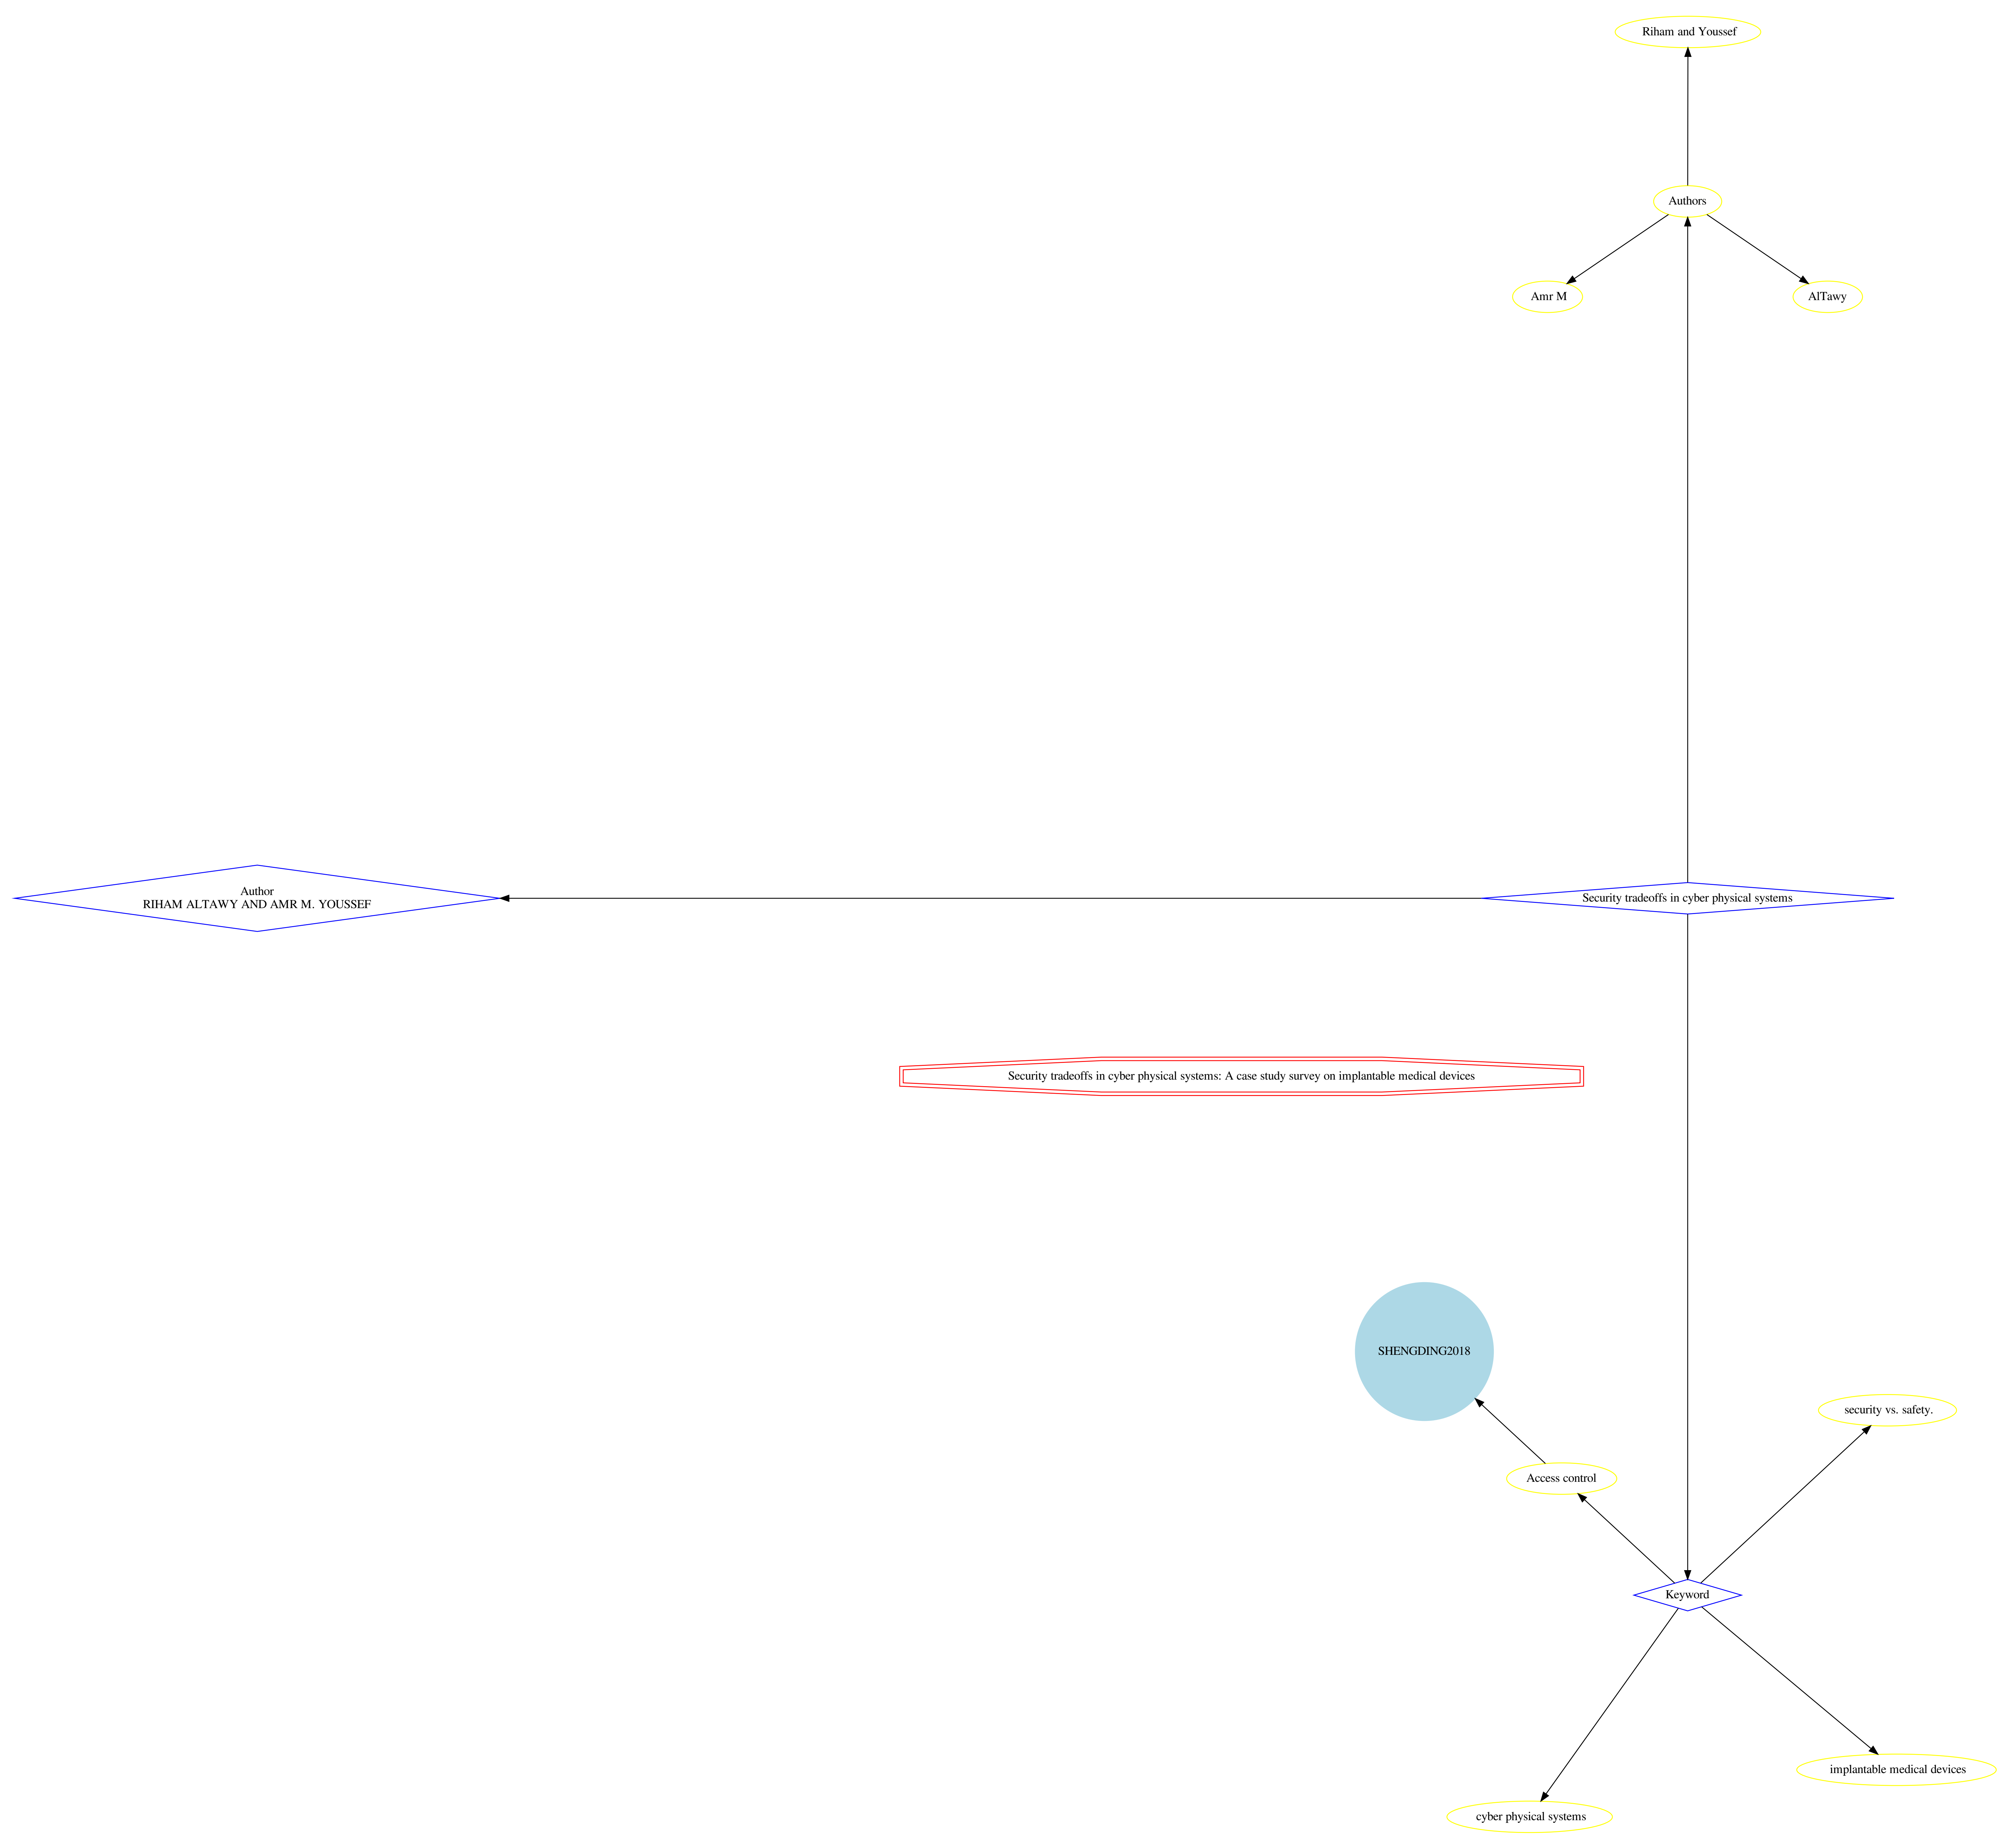 Riham and Youssef
Authors
Amr M
AlTawy
Author
RIHAM ALTAWY AND AMR M. YOUSSEF
Security tradeoffs in cyber physical systems
Security tradeoffs in cyber physical systems: A case study survey on implantable medical devices
SHENGDING2018
security vs. safety.
Access control
Keyword
implantable medical devices
cyber physical systems